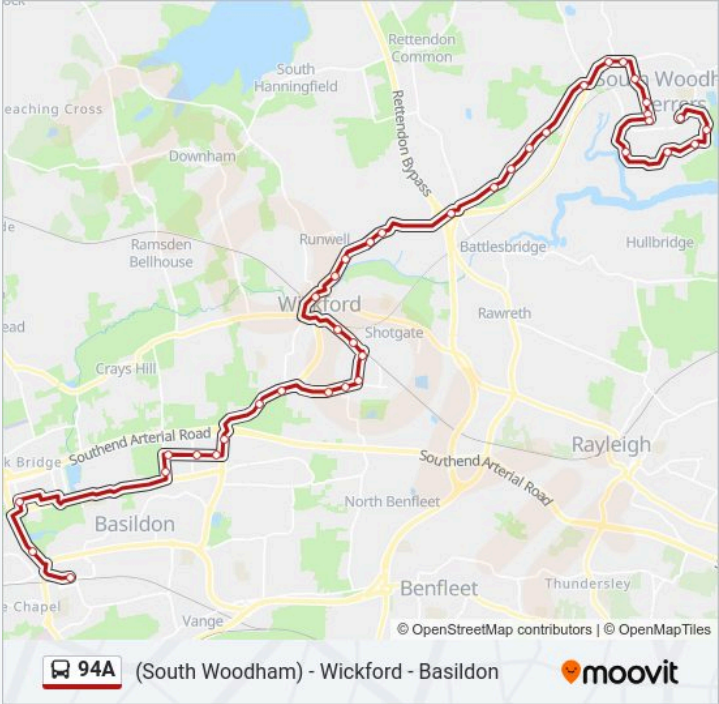 Rettendon
Common
South
Hanningfield
South Woodh
Ferrers
eaching Cross
Rettendon Bypass
Downham
Runwell
Ramsden
Bellhouse
Battlesbridge
Hullbridge
Wickford
Rawreth
Shotgate
ead
Crays Hill
Southend Arterial Road
Rayleigh
k Bridge
Southend Arterial Road
North Benfleet
Basildon
Benfleet
Thundersley
e Chapel
Vange
© OpenStreetMap contributors | © OpenMapTiles
94A (South Woodham) - Wickford - Basildon
moovit